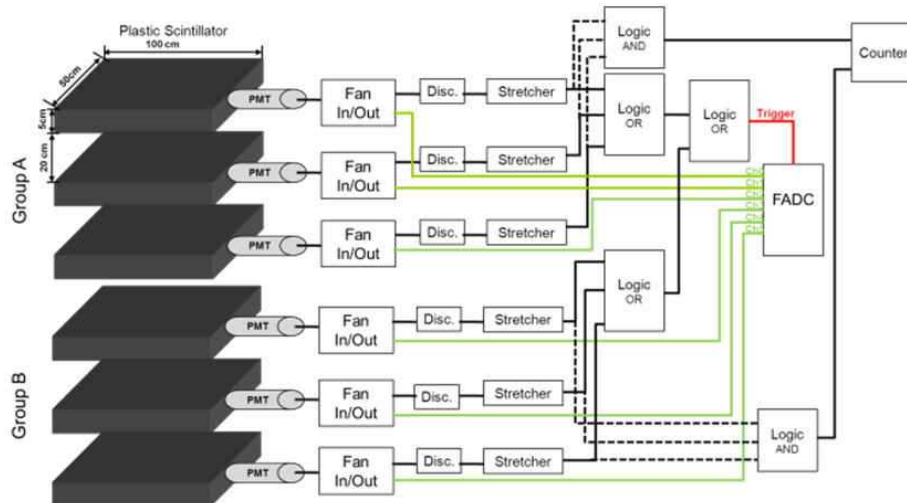 Plastic Scintillator
100 cm
50cm
5cm
20 cm
Group A
Group B
PMT
Fan
In/Out
Disc.
Stretcher
PMT
Fan
In/Out
Disc.
Stretcher
PMT
Fan
In/Out
Disc.
Stretcher
PMT
Fan
In/Out
Disc.
Stretcher
PMT
Fan
In/Out
Disc.
Stretcher
PMT
Fan
In/Out
Disc.
Stretcher
Logic
AND
Logic
OR
Logic
OR
Logic
OR
Logic
AND
Trigger
FADC
Counter